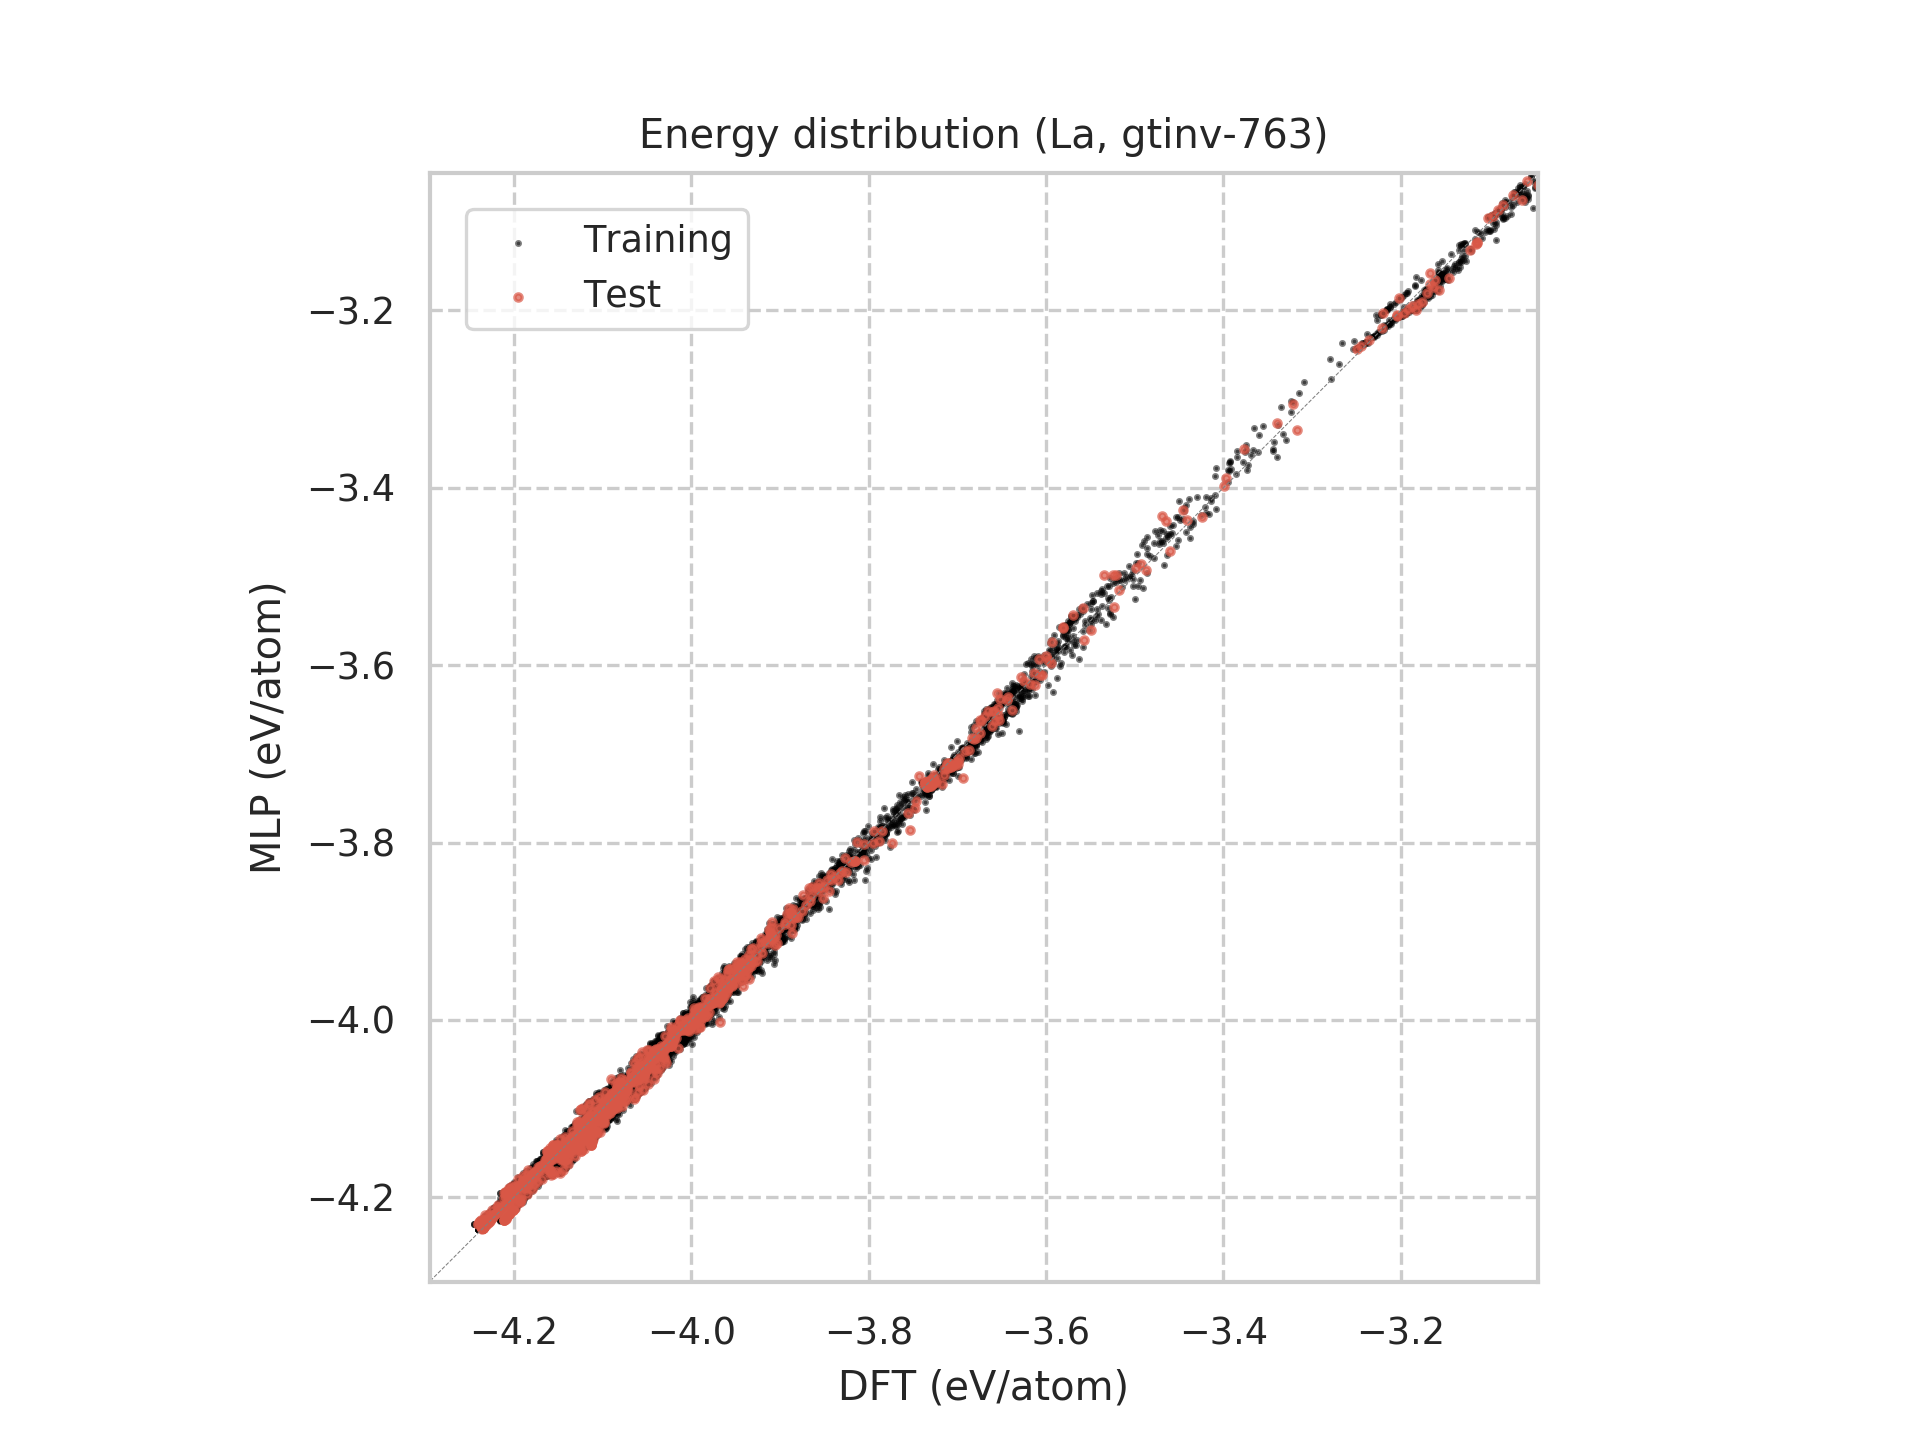 Energy distribution (La, gtinv-763)
Training
Test
MLP (eV/atom)
−3.2
−3.4
−3.6
−3.8
−4.0
−4.2
−4.2 −4.0 −3.8 −3.6 −3.4 −3.2
DFT (eV/atom)